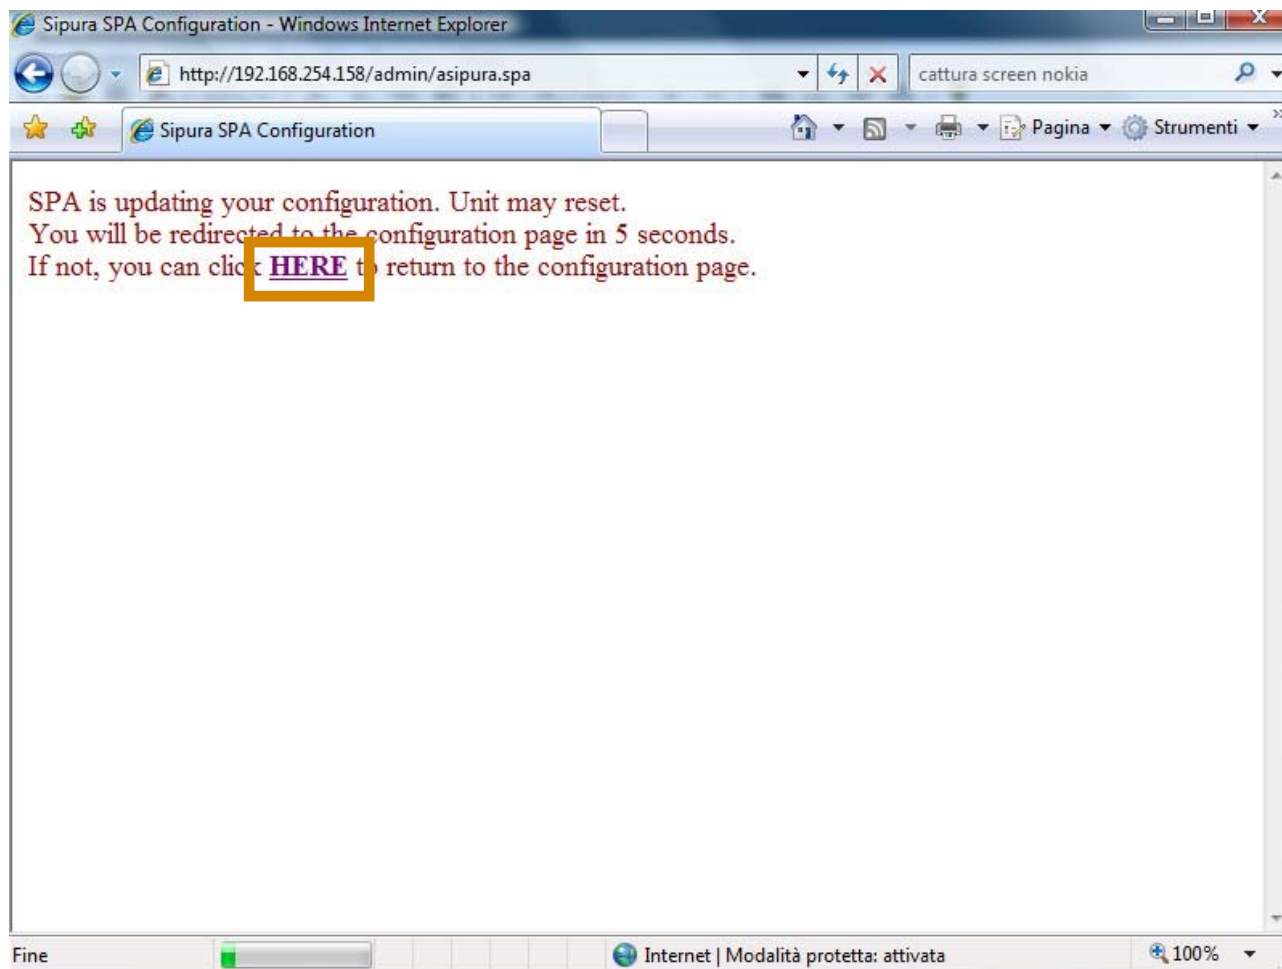 Sipura SPA Configuration - Windows Internet Explorer
http://192.168.254.158/admin/asipura.spa
cattura screen nokia
Sipura SPA Configuration
Pagina
Strumenti
SPA is updating your configuration. Unit may reset.
You will be redirected to the configuration page in 5 seconds.
If not, you can click HERE to return to the configuration page.
Fine
Internet | Modalità protetta: attivata
100%